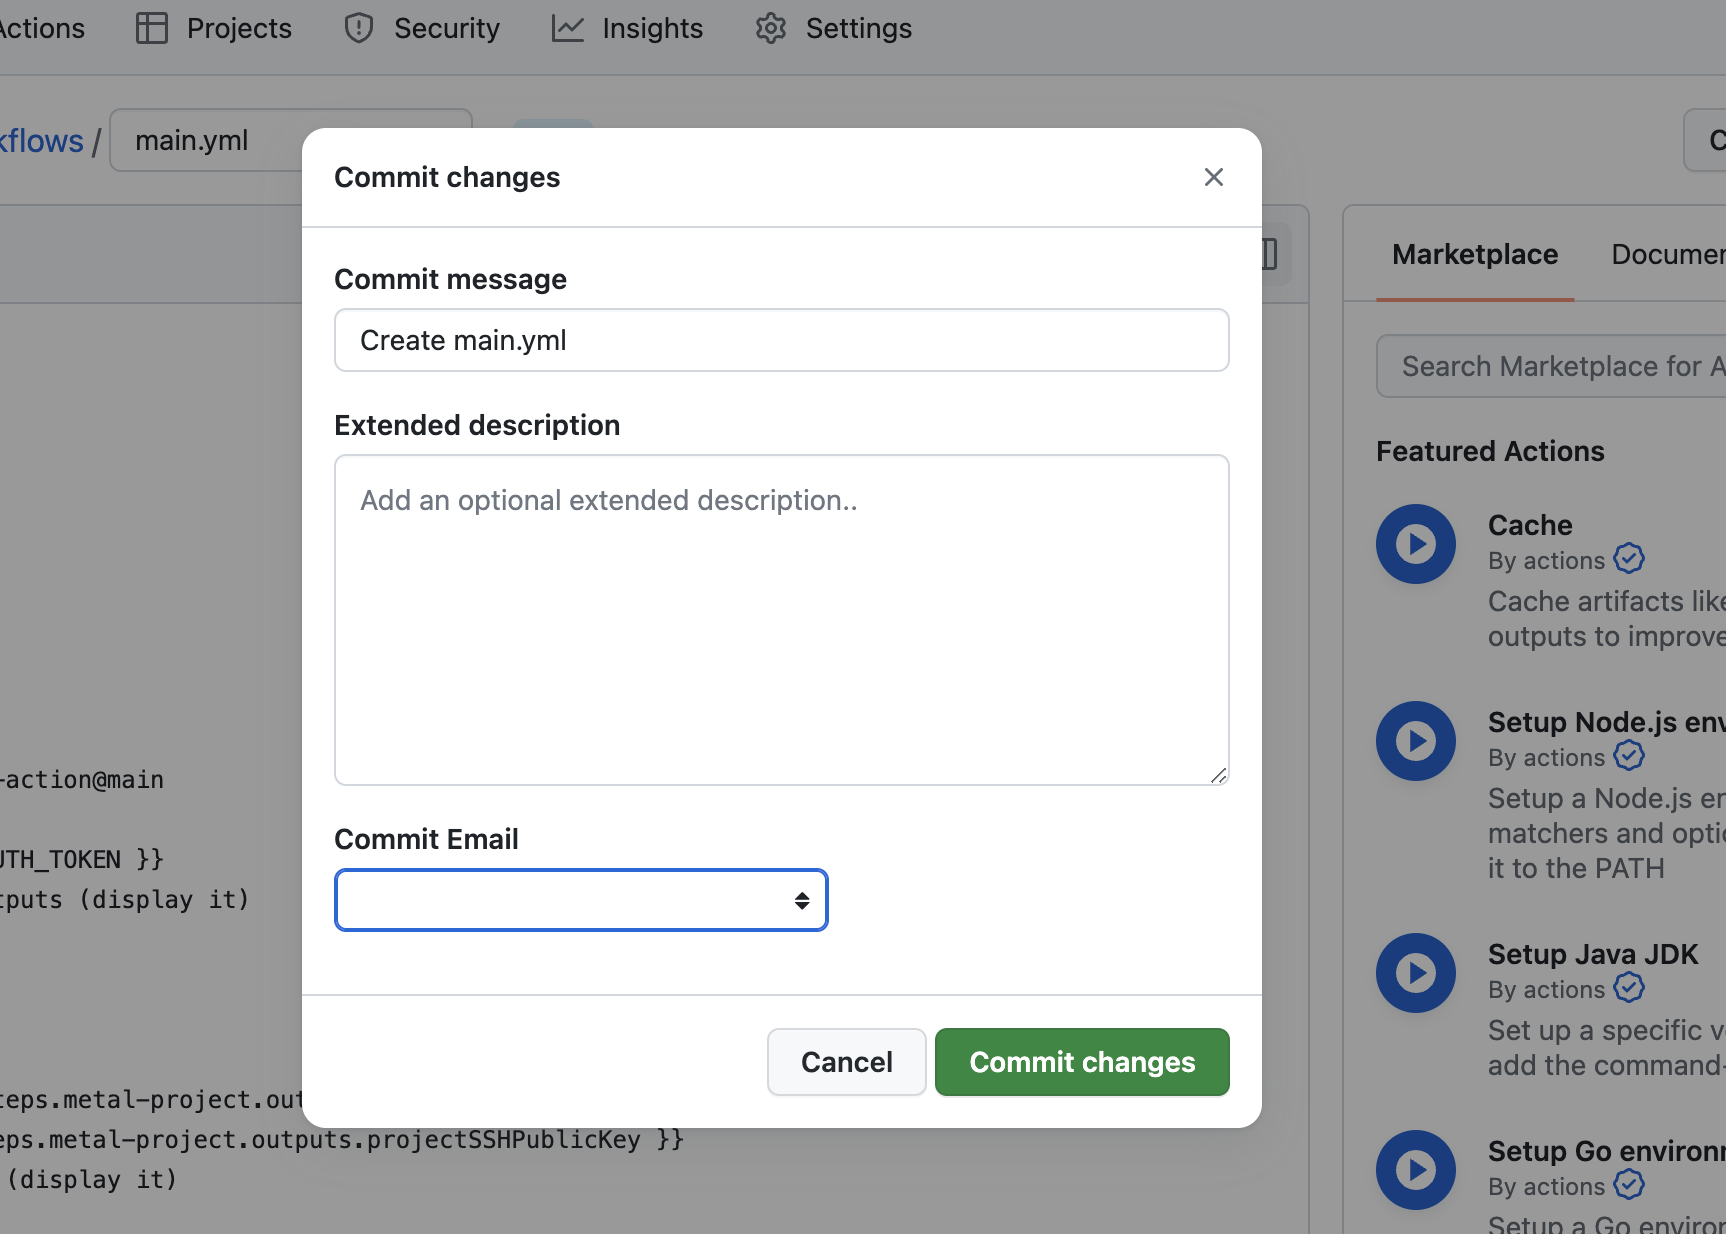 Actions
Projects
Security
Insights
Settings
kflows / main.yml
Commit changes
Commit message
Create main.yml
Extended description
Add an optional extended description..
Commit Email
Cancel
Commit changes
-action@main
UTH_TOKEN }}
tputs (display it)
teps.metal-project.out
eps.metal-project.outputs.projectSSHPublicKey }}
(display it)
Marketplace
Documen
Search Marketplace for A
Featured Actions
Cache
By actions
Cache artifacts like
outputs to improve
Setup Node.js env
By actions
Setup a Node.js en
matchers and optio
it to the PATH
Setup Java JDK
By actions
Set up a specific ve
add the command-
Setup Go environm
By actions
Setup a Go environ